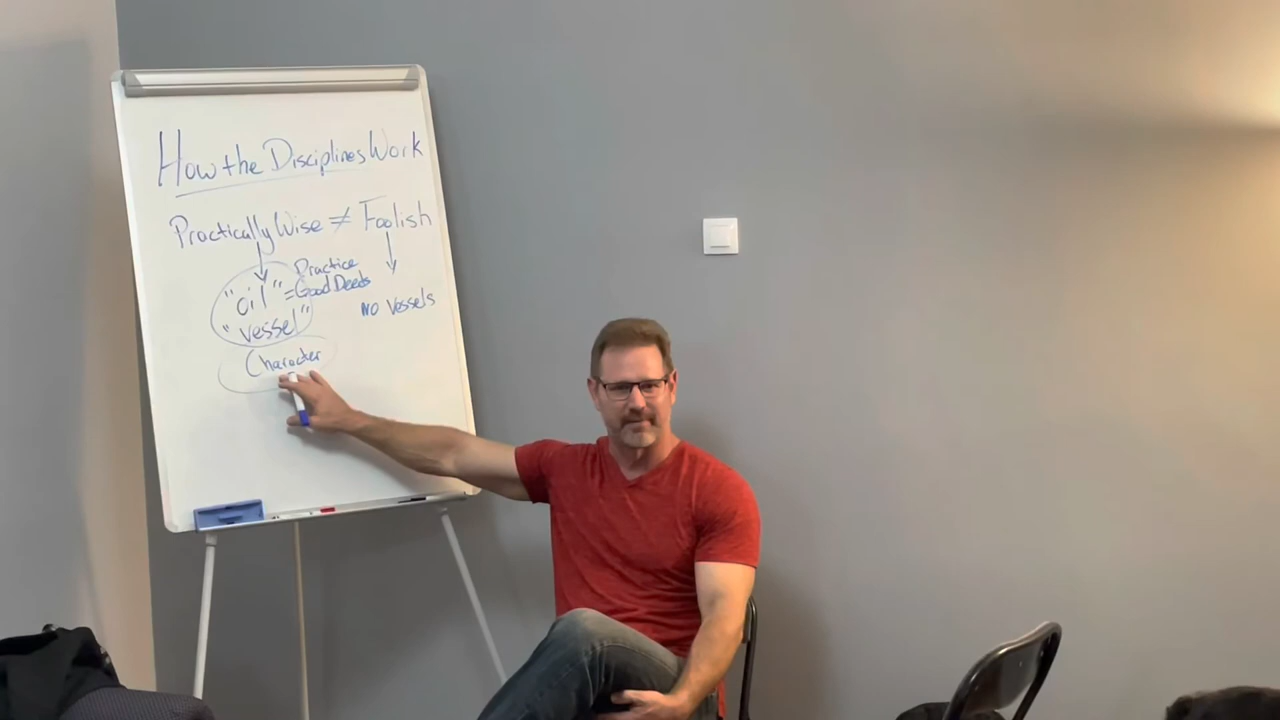 How the Disciplines Work
Practically Wise ≠ Foolish
Practice
"oil" = Good Deeds
"vessel"
No Vessels
Character